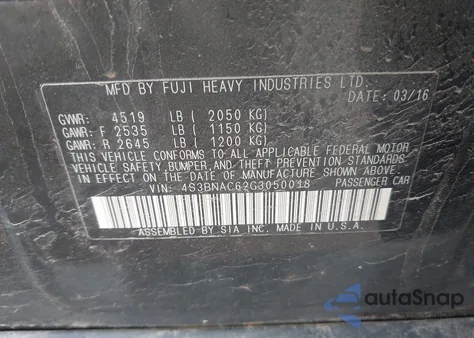 MFD BY FUJI HEAVY INDUSTRIES LTD.
DATE: 03/16
GVWR: 4519 LB ( 2050 KG)
GAWR: F 2535 LB ( 1150 KG)
GAWR: R 2645 LB ( 1200 KG)
THIS VEHICLE CONFORMS TO ALL APPLICABLE FEDERAL MOTOR
VEHICLE SAFETY, BUMPER, AND THEFT PREVENTION STANDARDS
IN EFFECT ON THE DATE OF MANUFACTURE SHOWN ABOVE.
VIN: 4S3BNAC62G3050018 PASSENGER CAR
ASSEMBLED BY SIA INC. MADE IN U.S.A.
autoSnap
by carfast express